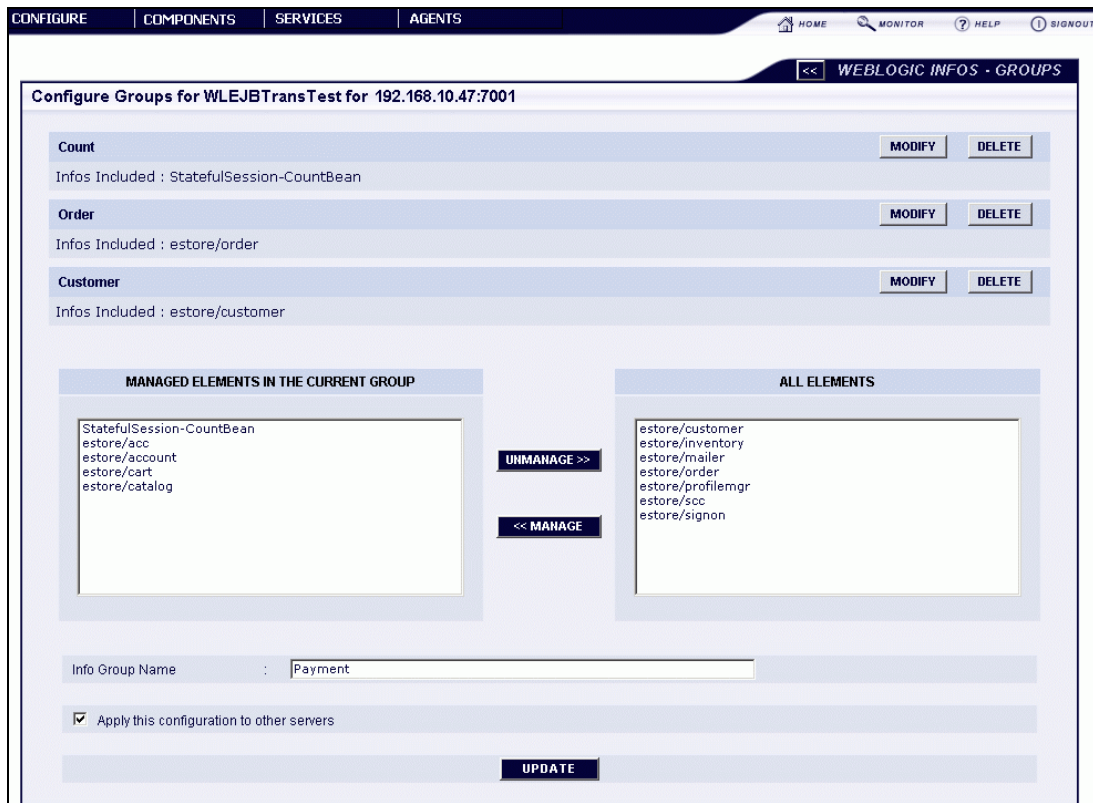 CONFIGURE COMPONENTS SERVICES AGENTS
HOME MONITOR ? HELP SIGNOUT
<< WEBLOGIC INFOS - GROUPS
Configure Groups for WLEJBTransTest for 192.168.10.47:7001
Count MODIFY DELETE
Infos Included : StatefulSession-CountBean
Order MODIFY DELETE
Infos Included : estore/order
Customer MODIFY DELETE
Infos Included : estore/customer
MANAGED ELEMENTS IN THE CURRENT GROUP
StatefulSession-CountBean
estore/acc
estore/account
estore/cart
estore/catalog
UNMANAGE >>
<< MANAGE
ALL ELEMENTS
estore/customer
estore/inventory
estore/mailer
estore/order
estore/profilemgr
estore/scc
estore/signon
Info Group Name : Payment
Apply this configuration to other servers
UPDATE